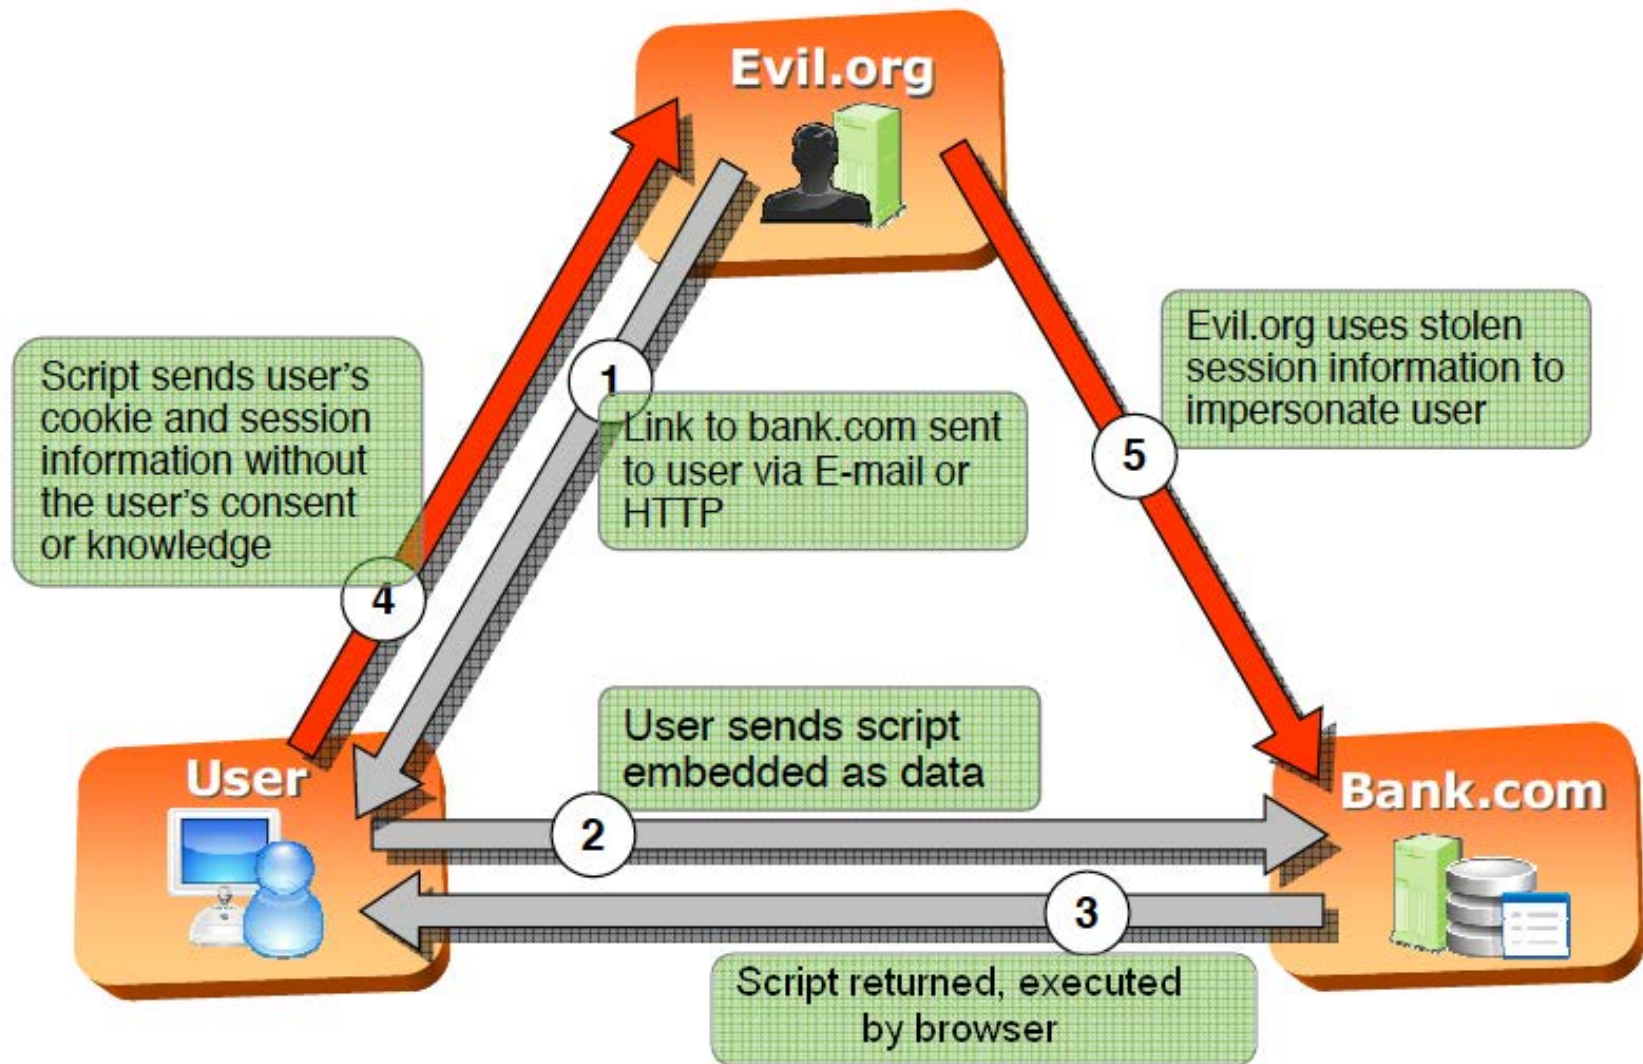 Evil.org
Script sends user's
cookie and session
information without
the user's consent
or knowledge
4
1
Link to bank.com sent
to user via E-mail or
HTTP
Evil.org uses stolen
session information to
impersonate user
5
User sends script
embedded as data
User
2
Bank.com
3
Script returned, executed
by browser